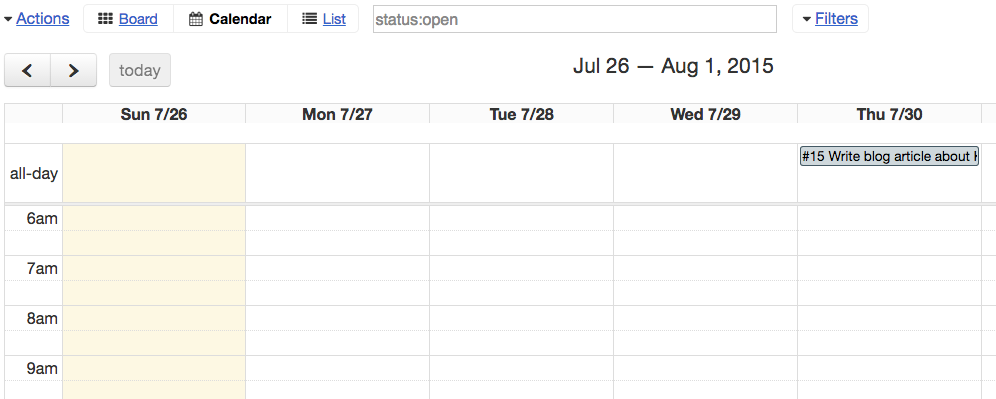 Actions Board Calendar List status:open Filters
today Jul 26 — Aug 1, 2015
Sun 7/26 Mon 7/27 Tue 7/28 Wed 7/29 Thu 7/30
all-day #15 Write blog article about
6am
7am
8am
9am